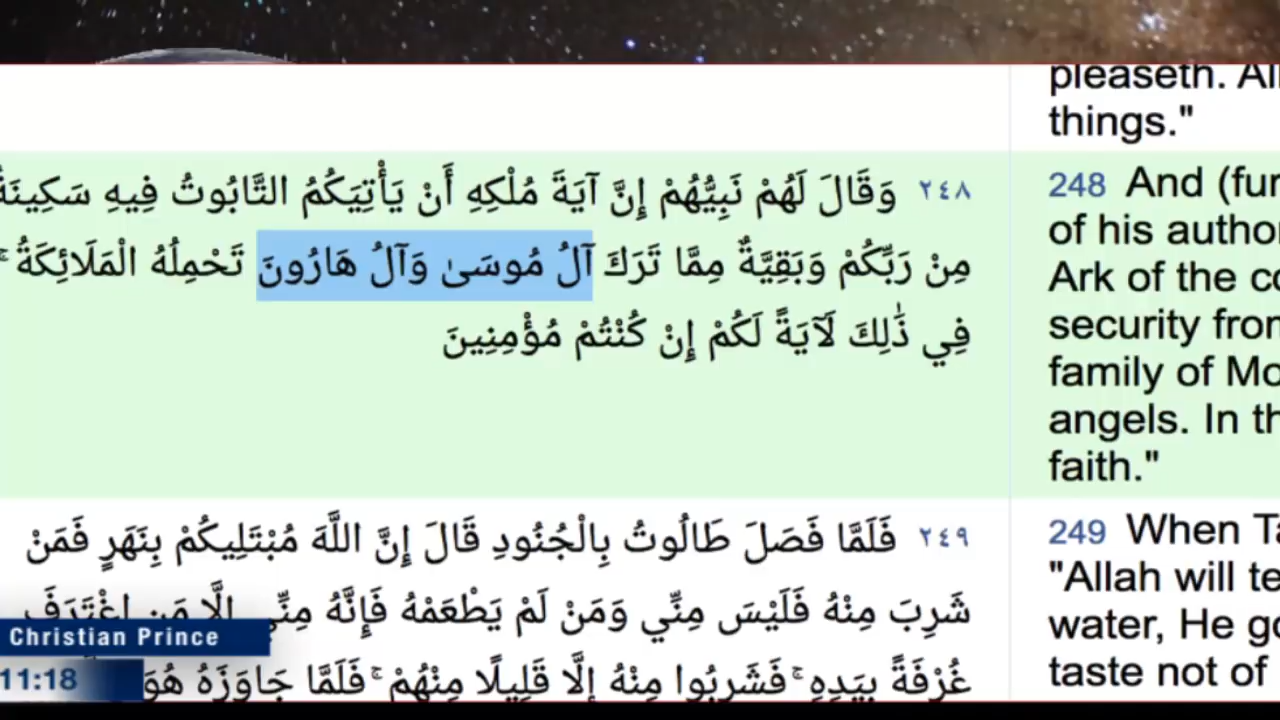 pleaseth. Al
things."
٢٤٨ وَقَالَ لَهُمْ نَبِيُّهُمْ إِنَّ آيَةَ مُلْكِهِ أَنْ يَأْتِيَكُمُ التَّابُوتُ فِيهِ سَكِينَةٌ
مِنْ رَبِّكُمْ وَبَقِيَّةٌ مِمَّا تَرَكَ آلُ مُوسَىٰ وَآلُ هَارُونَ تَحْمِلُهُ الْمَلَائِكَةُ ۚ
فِي ذَٰلِكَ لَآيَةً لَكُمْ إِنْ كُنْتُمْ مُؤْمِنِينَ
248 And (fur
of his autho
Ark of the co
security fron
family of Mo
angels. In th
faith."
٢٤٩ فَلَمَّا فَصَلَ طَالُوتُ بِالْجُنُودِ قَالَ إِنَّ اللَّهَ مُبْتَلِيكُمْ بِنَهَرٍ فَمَنْ
شَرِبَ مِنْهُ فَلَيْسَ مِنِّي وَمَنْ لَمْ يَطْعَمْهُ فَإِنَّهُ مِنِّي إِلَّا مَنِ اغْتَرَفَ
غُرْفَةً بِيَدِهِ ۚ فَشَرِبُوا مِنْهُ إِلَّا قَلِيلًا مِنْهُمْ ۚ فَلَمَّا جَاوَزَهُ هُوَ
249 When Ta
"Allah will te
water, He go
taste not of
Christian Prince
11:18